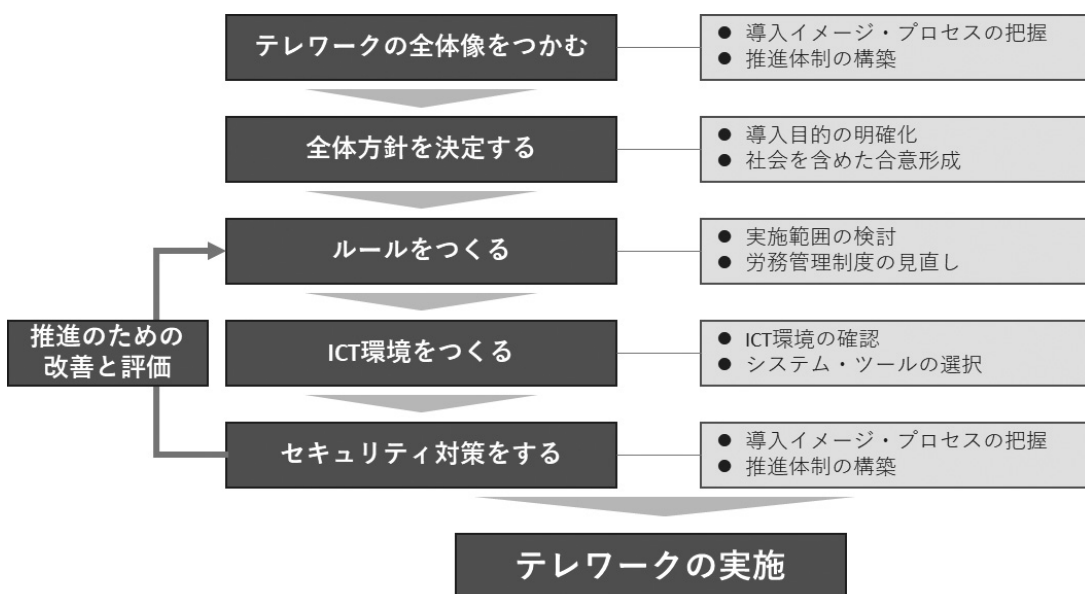 テレワークの全体像をつかむ
● 導入イメージ・プロセスの把握
● 推進体制の構築
全体方針を決定する
● 導入目的の明確化
● 社会を含めた合意形成
ルールをつくる
● 実施範囲の検討
● 労務管理制度の見直し
推進のための
改善と評価
ICT環境をつくる
● ICT環境の確認
● システム・ツールの選択
セキュリティ対策をする
● 導入イメージ・プロセスの把握
● 推進体制の構築
テレワークの実施